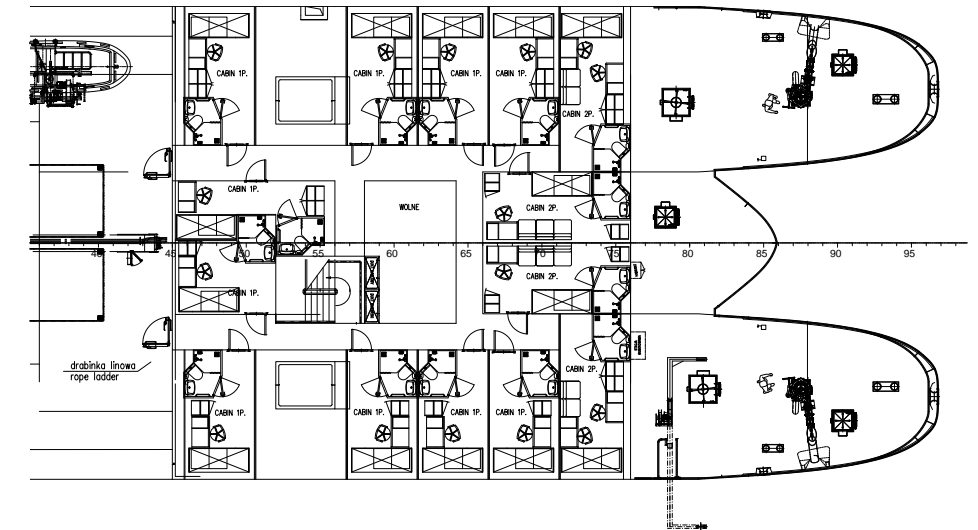 CABIN 1P.
CABIN 1P.
CABIN 1P.
CABIN 1P.
CABIN 2P.
CABIN 1P.
WOLNE
CABIN 2P.
45
50
55
60
65
70
75
80
85
90
95
CABIN 2P.
CABIN 1P.
drabinka linowa
rope ladder
CABIN 2P.
CABIN 1P.
CABIN 1P.
CABIN 1P.
CABIN 1P.